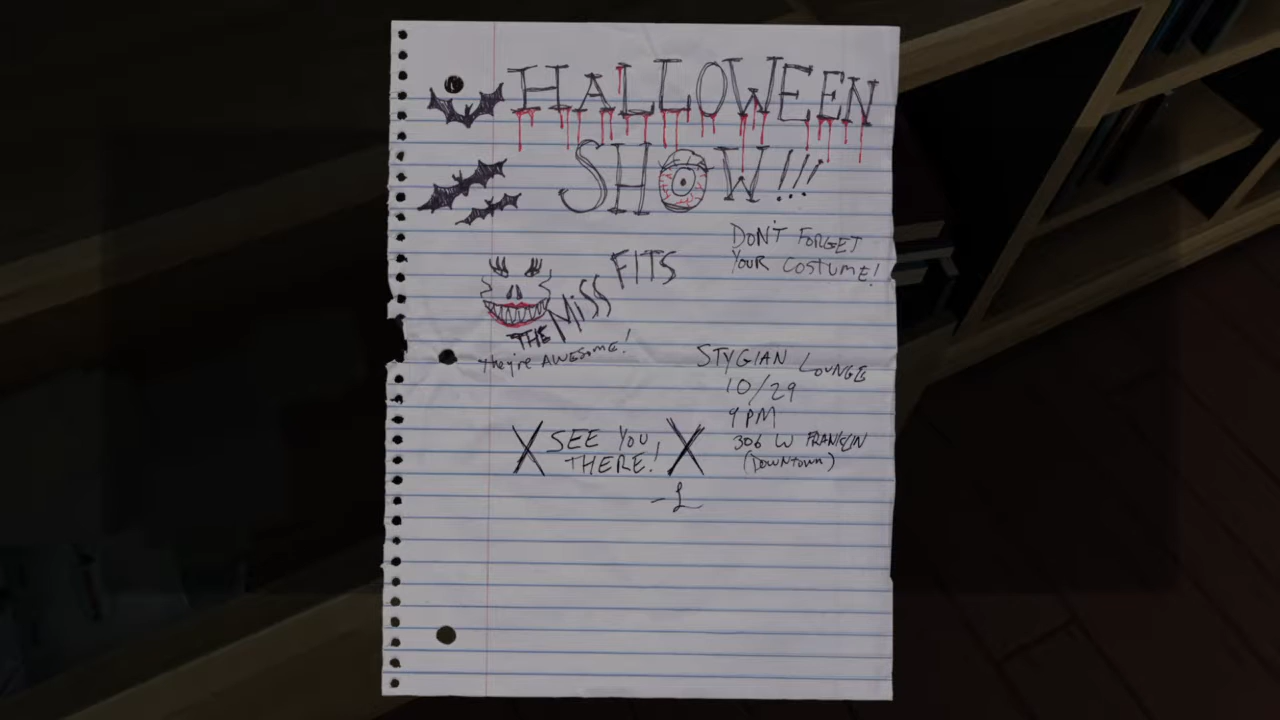 HALLOWEEN
SHOW!!!
DON'T FORGET
YOUR COSTUME!
THE MISS FITS
They're AWESOME!
STYGIAN LOUNGE
10/29
9 PM
306 W FRANKLIN
(DOWNTOWN)
X SEE YOU
THERE! X
-L